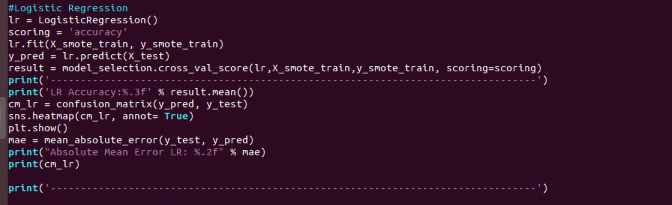 #Logistic Regression
lr = LogisticRegression()
scoring = 'accuracy'
lr.fit(X_smote_train, y_smote_train)
y_pred = lr.predict(X_test)
result = model_selection.cross_val_score(lr,X_smote_train,y_smote_train, scoring=scoring)
print('---------------------------------------------------------------------------------')
print('LR Accuracy:%.3f' % result.mean())
cm_lr = confusion_matrix(y_pred, y_test)
sns.heatmap(cm_lr, annot= True)
plt.show()
mae = mean_absolute_error(y_test, y_pred)
print("Absolute Mean Error LR: %.2f" % mae)
print(cm_lr)
print('---------------------------------------------------------------------------------')